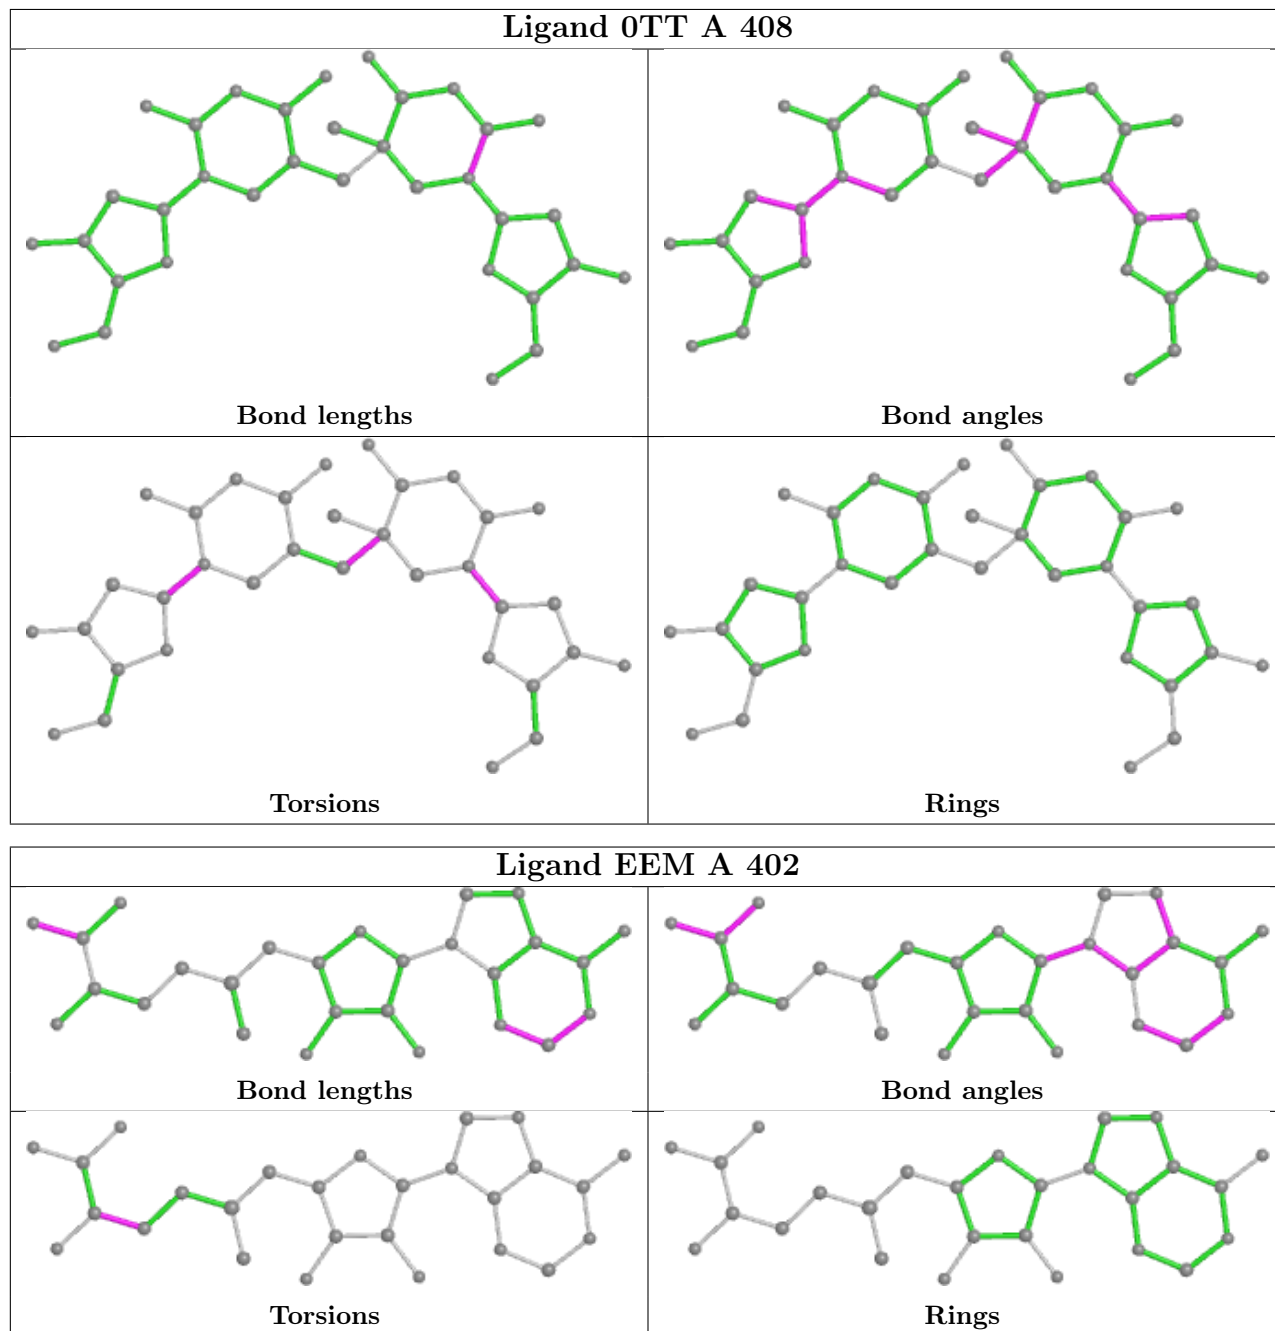 Ligand 0TT A 408
Bond lengths
Bond angles
Torsions
Rings
Ligand EEM A 402
Bond lengths
Bond angles
Torsions
Rings